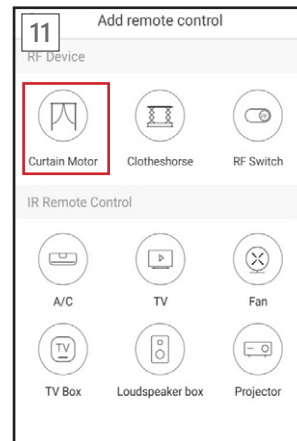 11
Add remote control
RF Device
Curtain Motor Clotheshorse RF Switch
IR Remote Control
A/C TV Fan
TV
TV Box Loudspeaker box Projector